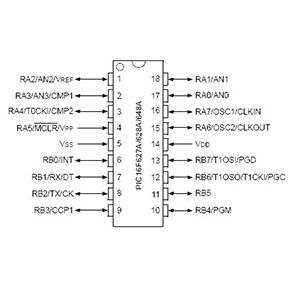 RA2/AN2/VREF 1 18 RA1/AN1
RA3/AN3/CMP1 2 17 RA0/AN0
RA4/T0CKI/CMP2 3 16 RA7/OSC1/CLKIN
RA5/MCLR/VPP 4 15 RA6/OSC2/CLKOUT
VSS 5 14 VDD
RB0/INT 6 13 RB7/T1OSI/PGD
RB1/RX/DT 7 12 RB6/T1OSO/T1CKI/PGC
RB2/TX/CK 8 11 RB5
RB3/CCP1 9 10 RB4/PGM
PIC16F627A/628A/648A